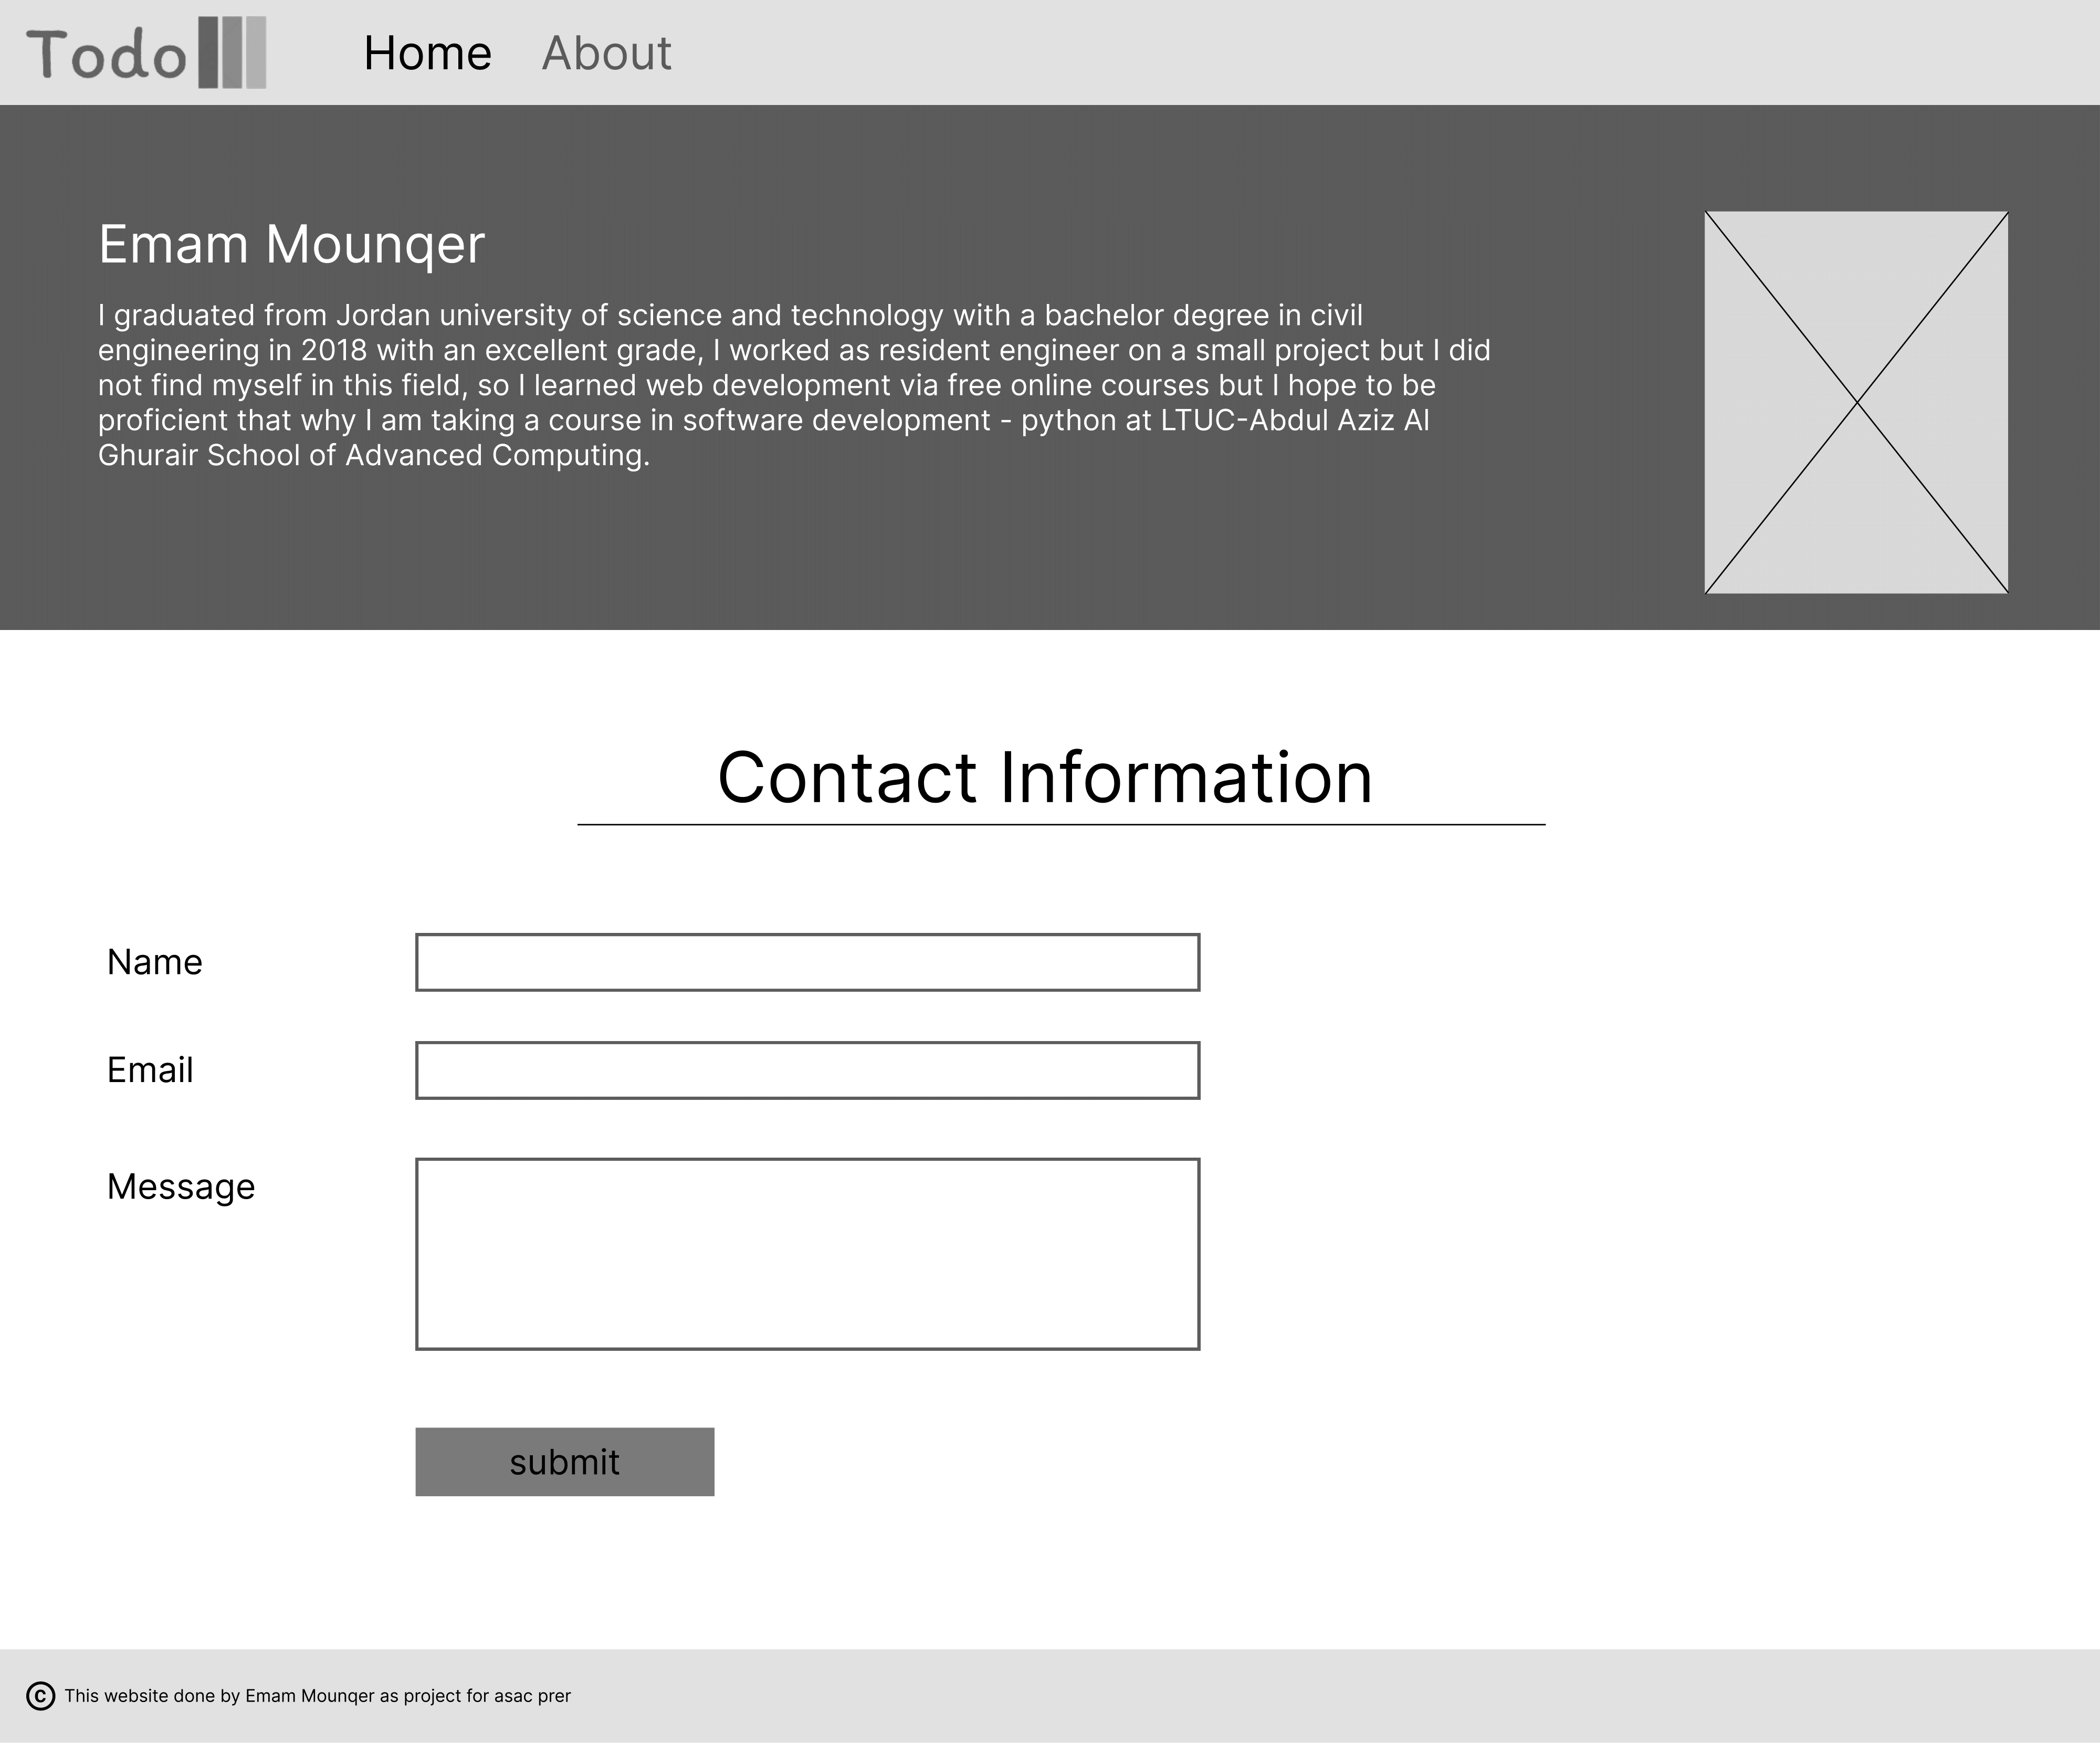 Todo
Home About
Emam Mounqer
I graduated from Jordan university of science and technology with a bachelor degree in civil
engineering in 2018 with an excellent grade, I worked as resident engineer on a small project but I did
not find myself in this field, so I learned web development via free online courses but I hope to be
proficient that why I am taking a course in software development - python at LTUC-Abdul Aziz Al
Ghurair School of Advanced Computing.
Contact Information
Name
Email
Message
submit
© This website done by Emam Mounqer as project for asac prer